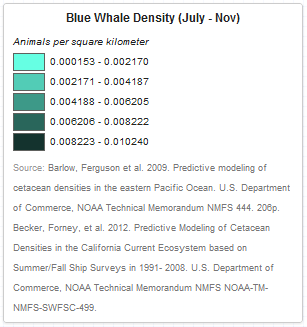 Blue Whale Density (July - Nov)
Animals per square kilometer
0.000153 - 0.002170
0.002171 - 0.004187
0.004188 - 0.006205
0.006206 - 0.008222
0.008223 - 0.010240
Source: Barlow, Ferguson et al. 2009. Predictive modeling of
cetacean densities in the eastern Pacific Ocean. U.S. Department
of Commerce, NOAA Technical Memorandum NMFS 444. 206p.
Becker, Forney, et al. 2012. Predictive Modeling of Cetacean
Densities in the California Current Ecosystem based on
Summer/Fall Ship Surveys in 1991- 2008. U.S. Department of
Commerce, NOAA Technical Memorandum NMFS NOAA-TM-
NMFS-SWFSC-499.